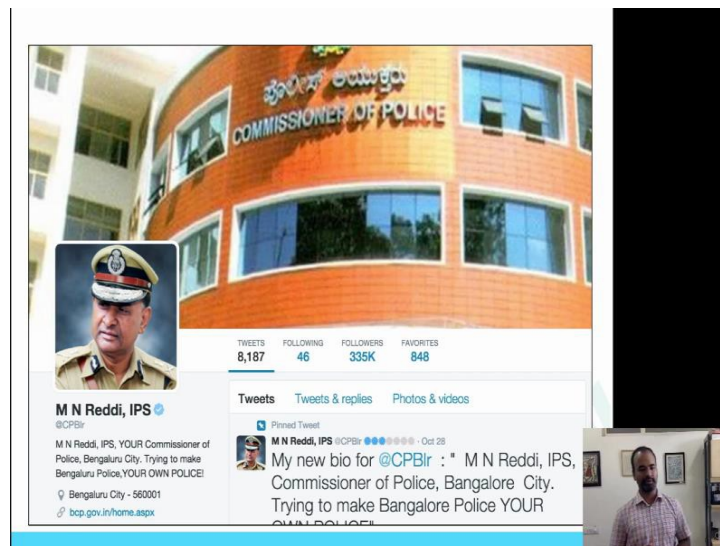 ಪೊಲೀಸ್ ಆಯುಕ್ತರು
COMMISSIONER OF POLICE
TWEETS
FOLLOWING
FOLLOWERS
FAVORITES
8,187
46
335K
848
M N Reddi, IPS
@CPBlr
M N Reddi, IPS, YOUR Commissioner of
Police, Bengaluru City. Trying to make
Bengaluru Police,YOUR OWN POLICE!
Bengaluru City - 560001
bcp.gov.in/home.aspx
Tweets Tweets & replies Photos & videos
Pinned Tweet
M N Reddi, IPS @CPBlr · Oct 28
My new bio for @CPBlr : " M N Reddi, IPS,
Commissioner of Police, Bangalore City.
Trying to make Bangalore Police YOUR
OWN POLICE"